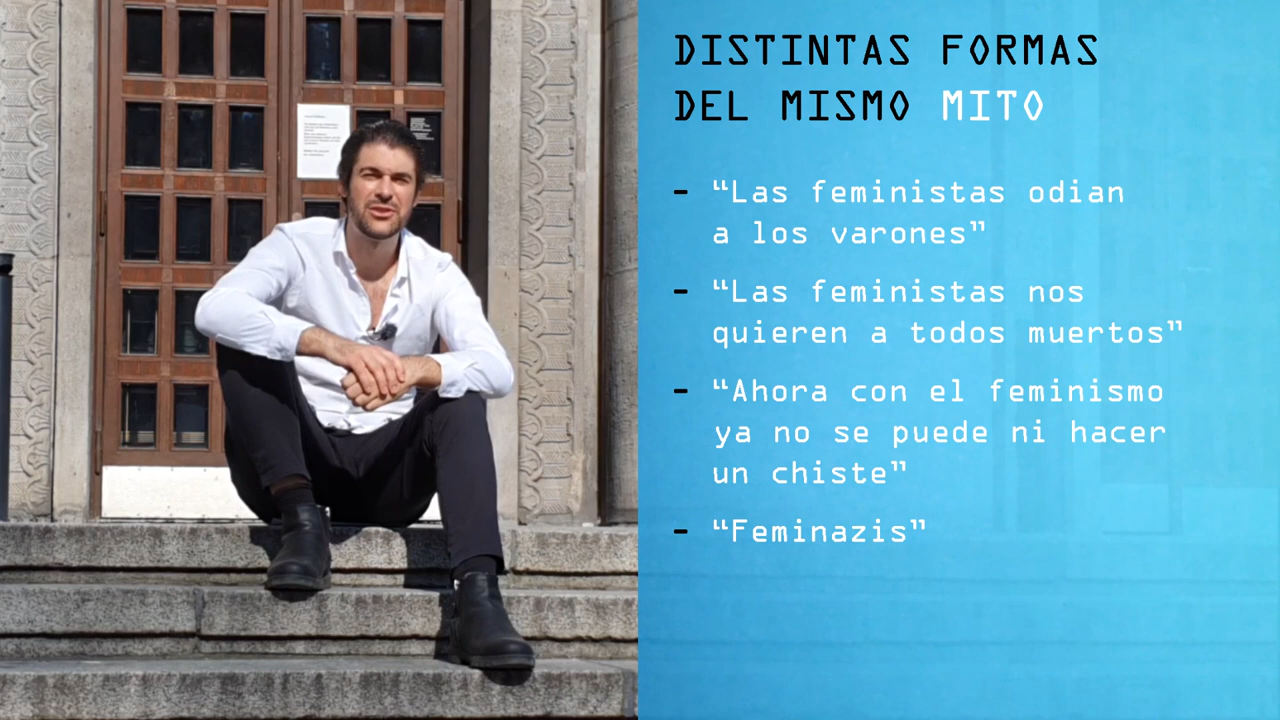 DISTINTAS FORMAS
DEL MISMO MITO
- “Las feministas odian
a los varones”
- “Las feministas nos
quieren a todos muertos”
- “Ahora con el feminismo
ya no se puede ni hacer
un chiste”
- “Feminazis”